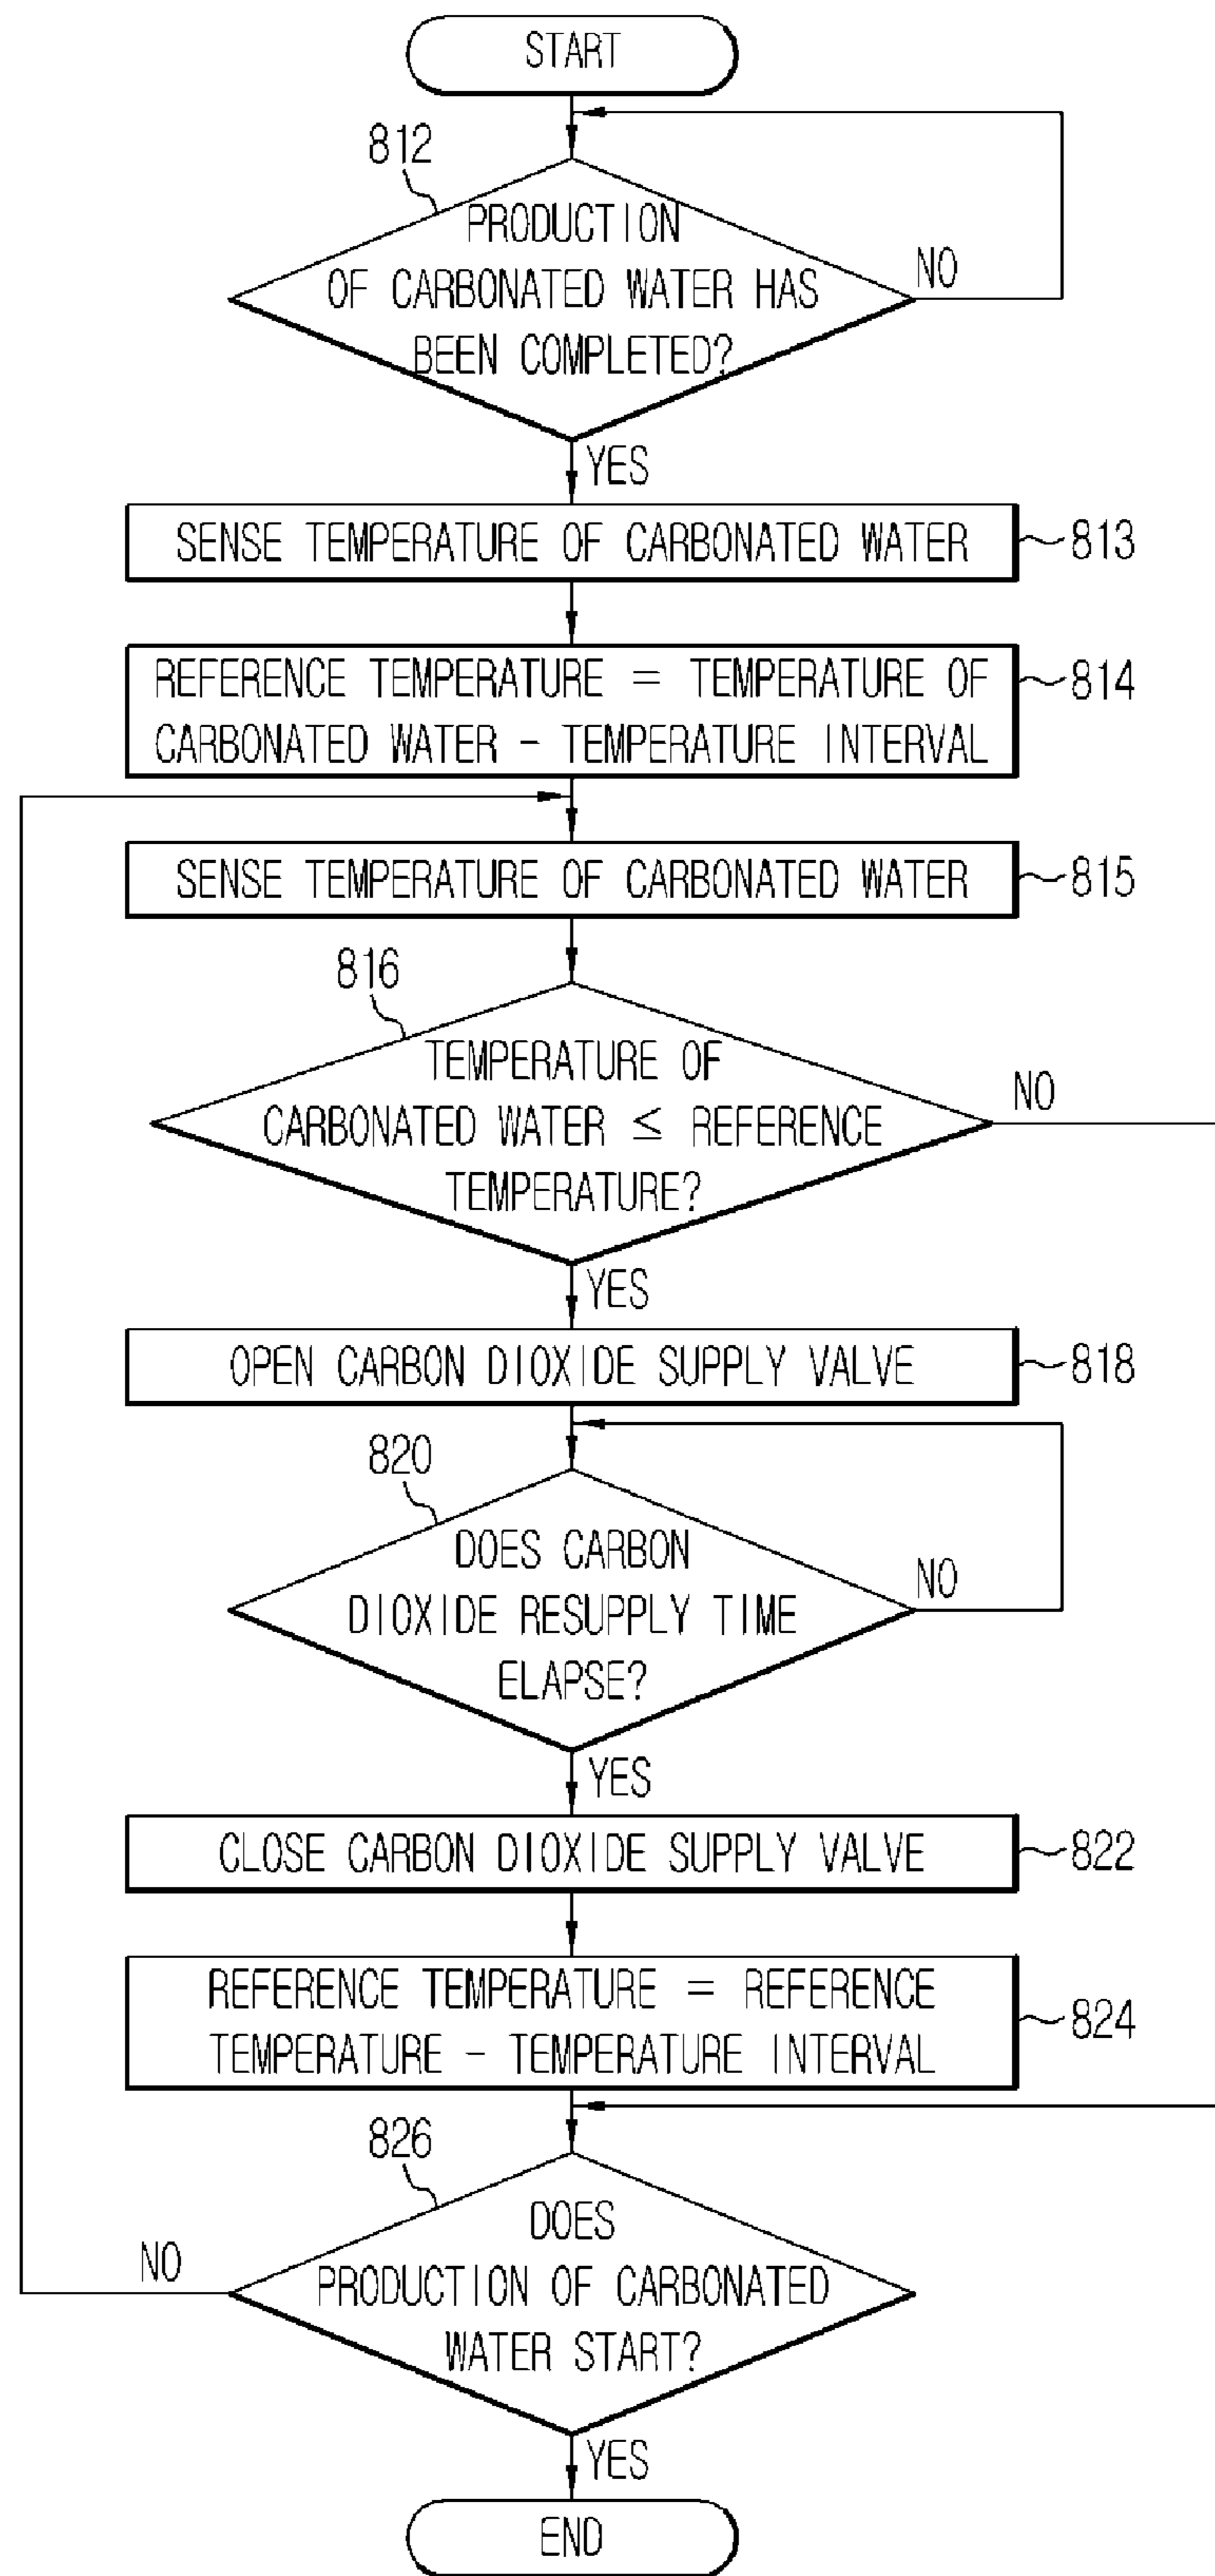 START
812
PRODUCTION
OF CARBONATED WATER HAS
BEEN COMPLETED?
NO
YES
SENSE TEMPERATURE OF CARBONATED WATER
813
REFERENCE TEMPERATURE = TEMPERATURE OF
CARBONATED WATER - TEMPERATURE INTERVAL
814
SENSE TEMPERATURE OF CARBONATED WATER
815
816
TEMPERATURE OF
CARBONATED WATER ≤ REFERENCE
TEMPERATURE?
NO
YES
OPEN CARBON DIOXIDE SUPPLY VALVE
818
820
DOES CARBON
DIOXIDE RESUPPLY TIME
ELAPSE?
NO
YES
CLOSE CARBON DIOXIDE SUPPLY VALVE
822
REFERENCE TEMPERATURE = REFERENCE
TEMPERATURE - TEMPERATURE INTERVAL
824
826
DOES
PRODUCTION OF CARBONATED
WATER START?
NO
YES
END